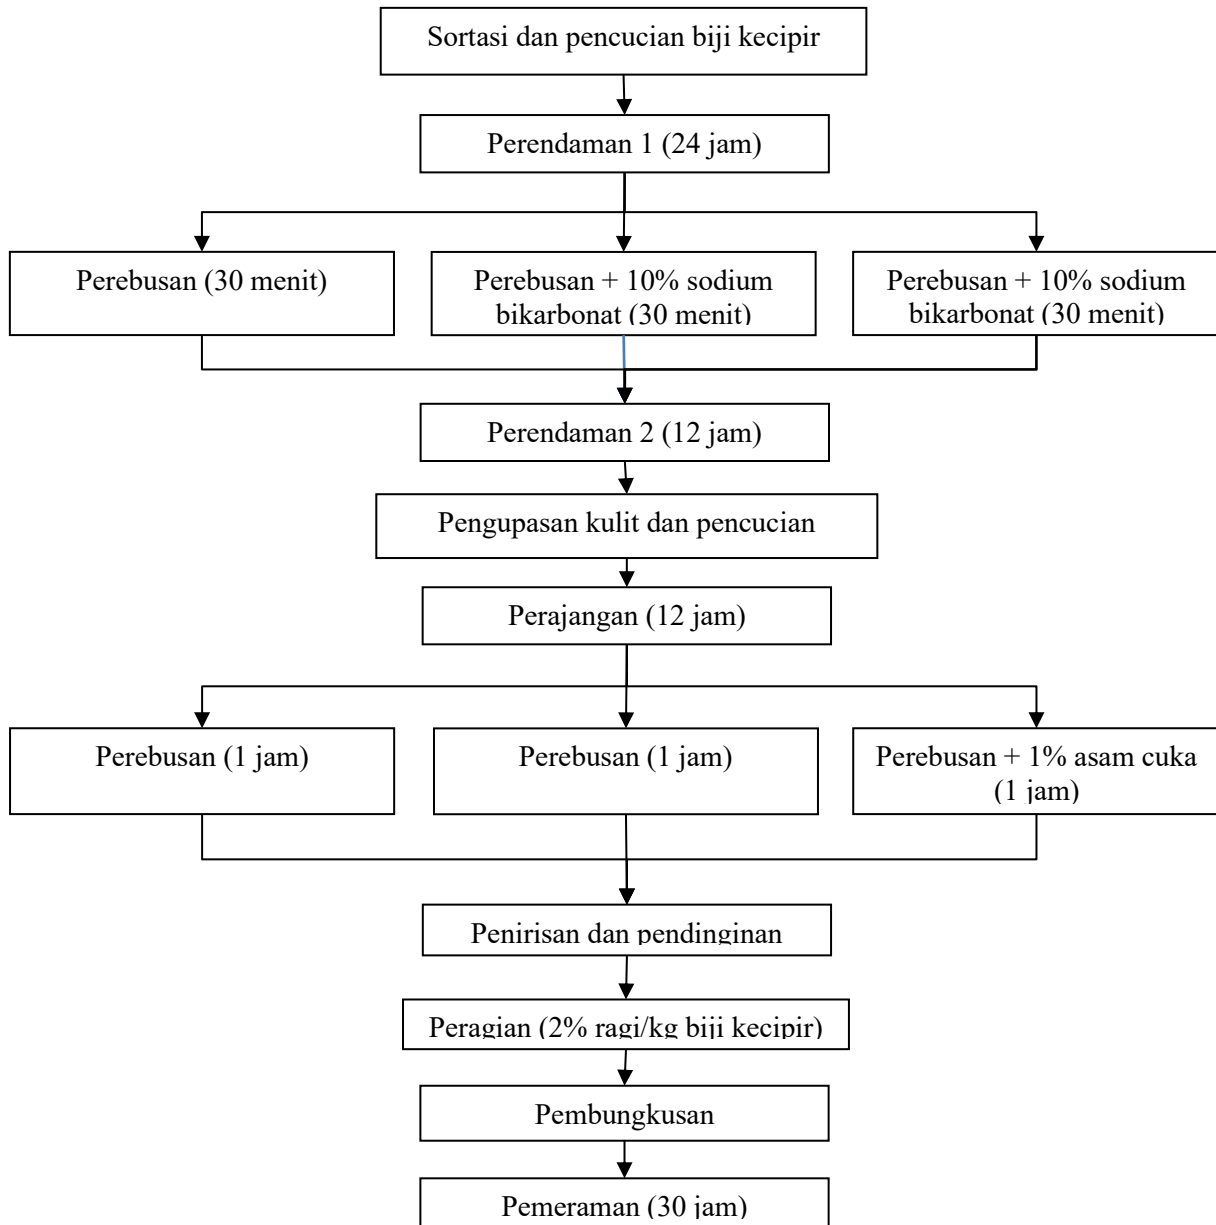 Sortasi dan pencucian biji kecipir
Perendaman 1 (24 jam)
Perebusan (30 menit)
Perebusan + 10% sodium
bikarbonat (30 menit)
Perebusan + 10% sodium
bikarbonat (30 menit)
Perendaman 2 (12 jam)
Pengupasan kulit dan pencucian
Perajangan (12 jam)
Perebusan (1 jam)
Perebusan (1 jam)
Perebusan + 1% asam cuka
(1 jam)
Penirisan dan pendinginan
Peragian (2% ragi/kg biji kecipir)
Pembungkusan
Pemeraman (30 jam)